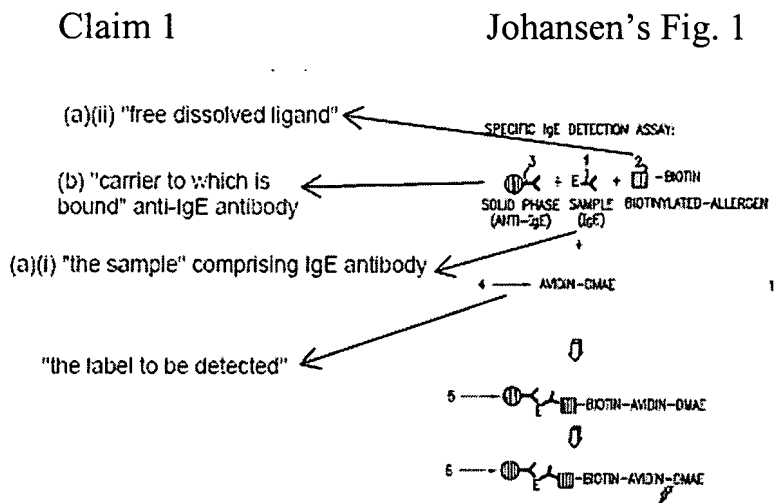 Claim 1
Johansen's Fig. 1
(a)(ii) "free dissolved ligand"
SPECIFIC IgE DETECTION ASSAY:
3 1 2
(b) "carrier to which is bound" anti-IgE antibody
+ E + -BIOTIN
SOLID PHASE SAMPLE BIOTINYLATED-ALLERGEN
(ANTI-IgE) (IgE)
+
(a)(i) "the sample" comprising IgE antibody
4 AVIDIN-DMAE 1
"the label to be detected"
5 E -BIOTIN-AVIDIN-DMAE
6 E -BIOTIN-AVIDIN-DMAE